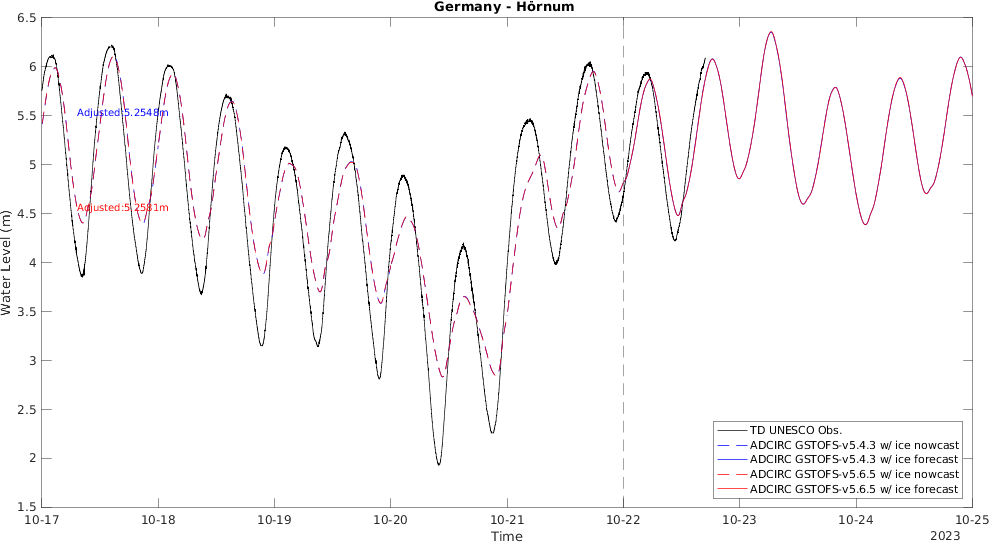 Germany - Hörnum
6.5
6
5.5
5
4.5
4
3.5
3
2.5
2
1.5
Water Level (m)
Adjusted:5.2548m
Adjusted:5.2581m
TD UNESCO Obs.
ADCIRC GSTOFS-v5.4.3 w/ ice nowcast
ADCIRC GSTOFS-v5.4.3 w/ ice forecast
ADCIRC GSTOFS-v5.6.5 w/ ice nowcast
ADCIRC GSTOFS-v5.6.5 w/ ice forecast
10-17 10-18 10-19 10-20 10-21 10-22 10-23 10-24 10-25
Time
2023